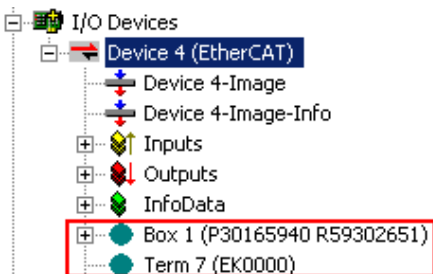 I/O Devices
Device 4 (EtherCAT)
Device 4-Image
Device 4-Image-Info
Inputs
Outputs
InfoData
Box 1 (P30165940 R59302651)
Term 7 (EK0000)